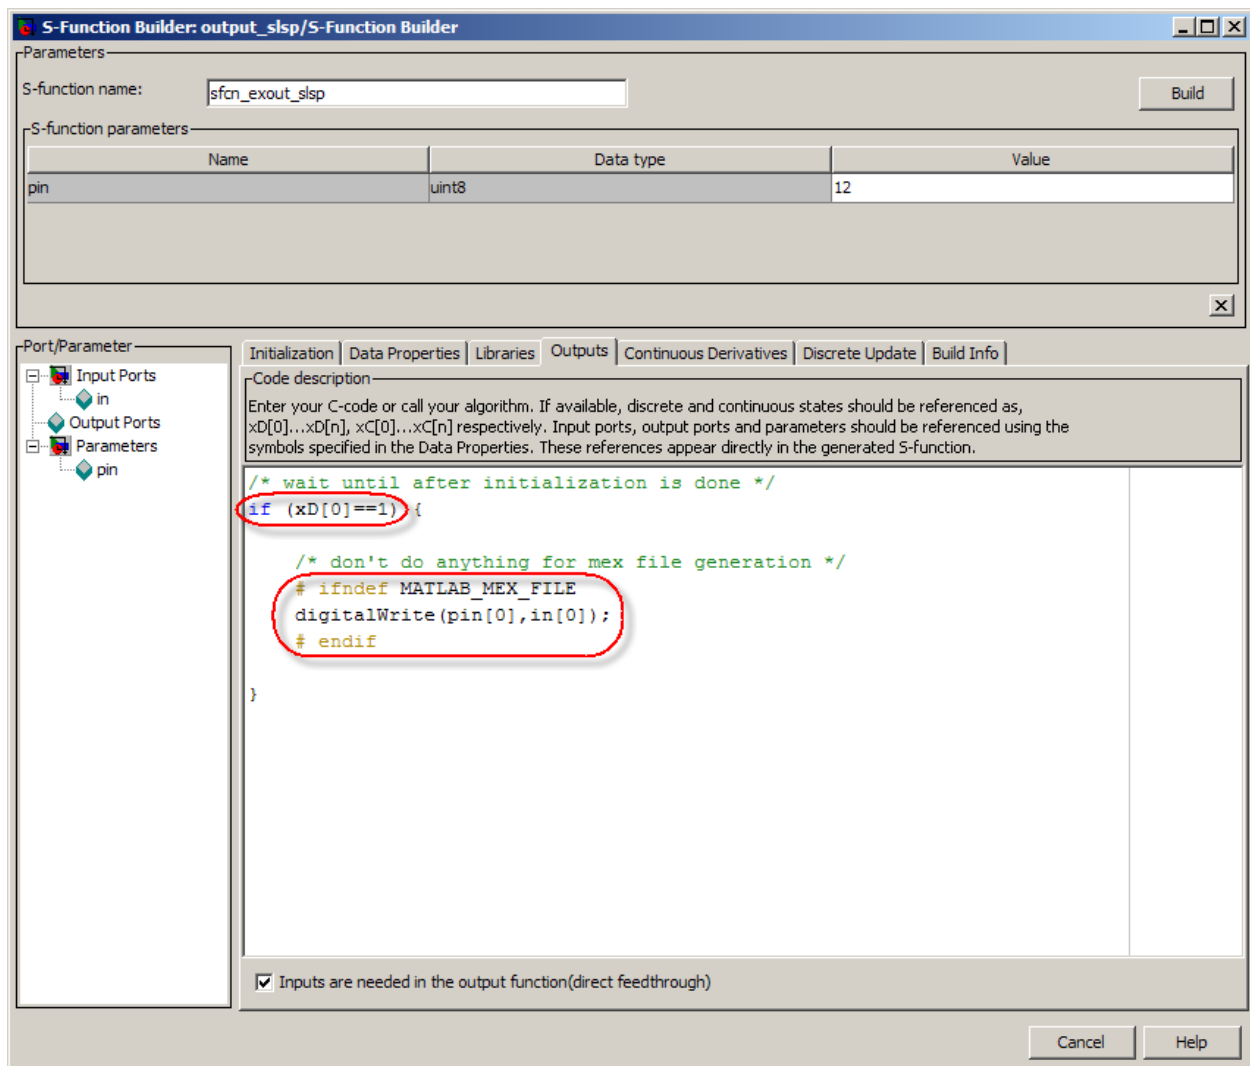 S-Function Builder: output_slsp/S-Function Builder
Parameters
S-function name: sfcn_exout_slsp Build
S-function parameters
Name Data type Value
pin uint8 12
Port/Parameter
Input Ports
in
Output Ports
Parameters
pin
Initialization Data Properties Libraries Outputs Continuous Derivatives Discrete Update Build Info
Code description
Enter your C-code or call your algorithm. If available, discrete and continuous states should be referenced as,
xD[0]...xD[n], xC[0]...xC[n] respectively. Input ports, output ports and parameters should be referenced using the
symbols specified in the Data Properties. These references appear directly in the generated S-function.
/* wait until after initialization is done */
if (xD[0]==1) {
/* don't do anything for mex file generation */
# ifndef MATLAB_MEX_FILE
digitalWrite(pin[0],in[0]);
# endif
}
Inputs are needed in the output function(direct feedthrough)
Cancel Help